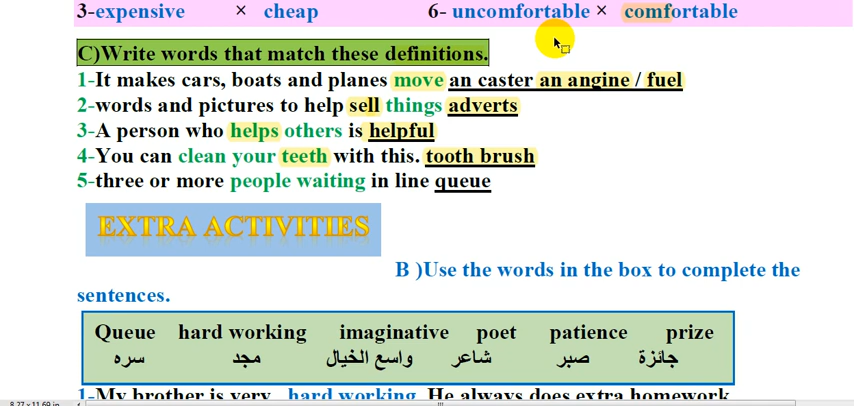 3-expensive × cheap 6- uncomfortable × comfortable
C)Write words that match these definitions.
1-It makes cars, boats and planes move an caster an angine / fuel
2-words and pictures to help sell things adverts
3-A person who helps others is helpful
4-You can clean your teeth with this. tooth brush
5-three or more people waiting in line queue
EXTRA ACTIVITIES
B )Use the words in the box to complete the
sentences.
Queue hard working imaginative poet patience prize
سره مجد واسع الخيال شاعر صبر جائزة
1-My brother is very hard working. He always does extra homework
8.27 x 11.69 in